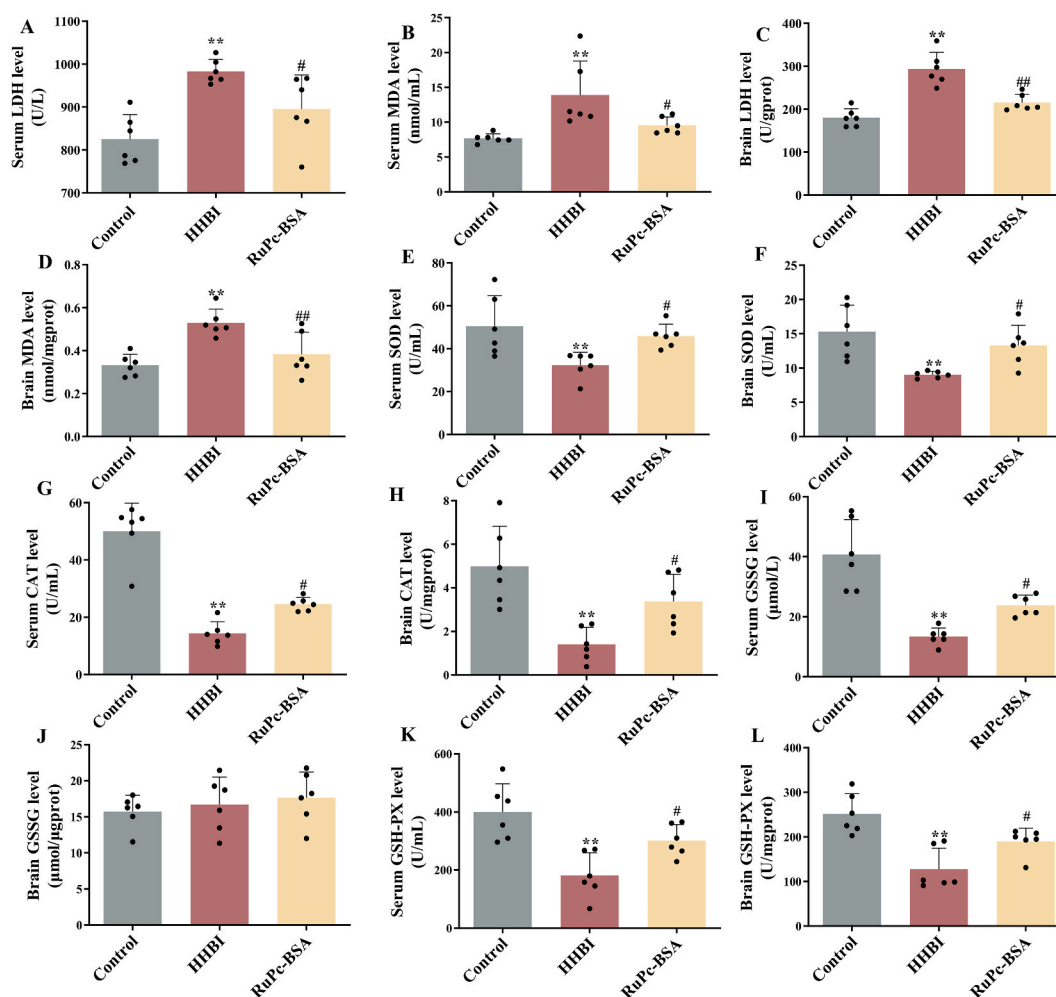 A
Serum LDH level
(U/L)
1100
1000
900
800
700
**
#
Control
HHBI
RuPc-BSA
B
Serum MDA level
(nmol/mL)
25
20
15
10
5
0
**
#
Control
HHBI
RuPc-BSA
C
Brain LDH level
(U/gprot)
400
300
200
100
0
**
##
Control
HHBI
RuPc-BSA
D
Brain MDA level
(nmol/mgprot)
0.8
0.6
0.4
0.2
0.0
**
##
Control
HHBI
RuPc-BSA
E
Serum SOD level
(U/mL)
80
60
40
20
0
**
#
Control
HHBI
RuPc-BSA
F
Brain SOD level
(U/mL)
25
20
15
10
5
0
**
#
Control
HHBI
RuPc-BSA
G
Serum CAT level
(U/mL)
60
40
20
0
**
#
Control
HHBI
RuPc-BSA
H
Brain CAT level
(U/mgprot)
8
6
4
2
0
**
#
Control
HHBI
RuPc-BSA
I
Serum GSSG level
(μmol/L)
60
40
20
0
**
#
Control
HHBI
RuPc-BSA
J
Brain GSSG level
(μmol/mgprot)
25
20
15
10
5
0
Control
HHBI
RuPc-BSA
K
Serum GSH-PX level
(U/mL)
600
400
200
0
**
#
Control
HHBI
RuPc-BSA
L
Brain GSH-PX level
(U/mgprot)
400
300
200
100
0
**
#
Control
HHBI
RuPc-BSA